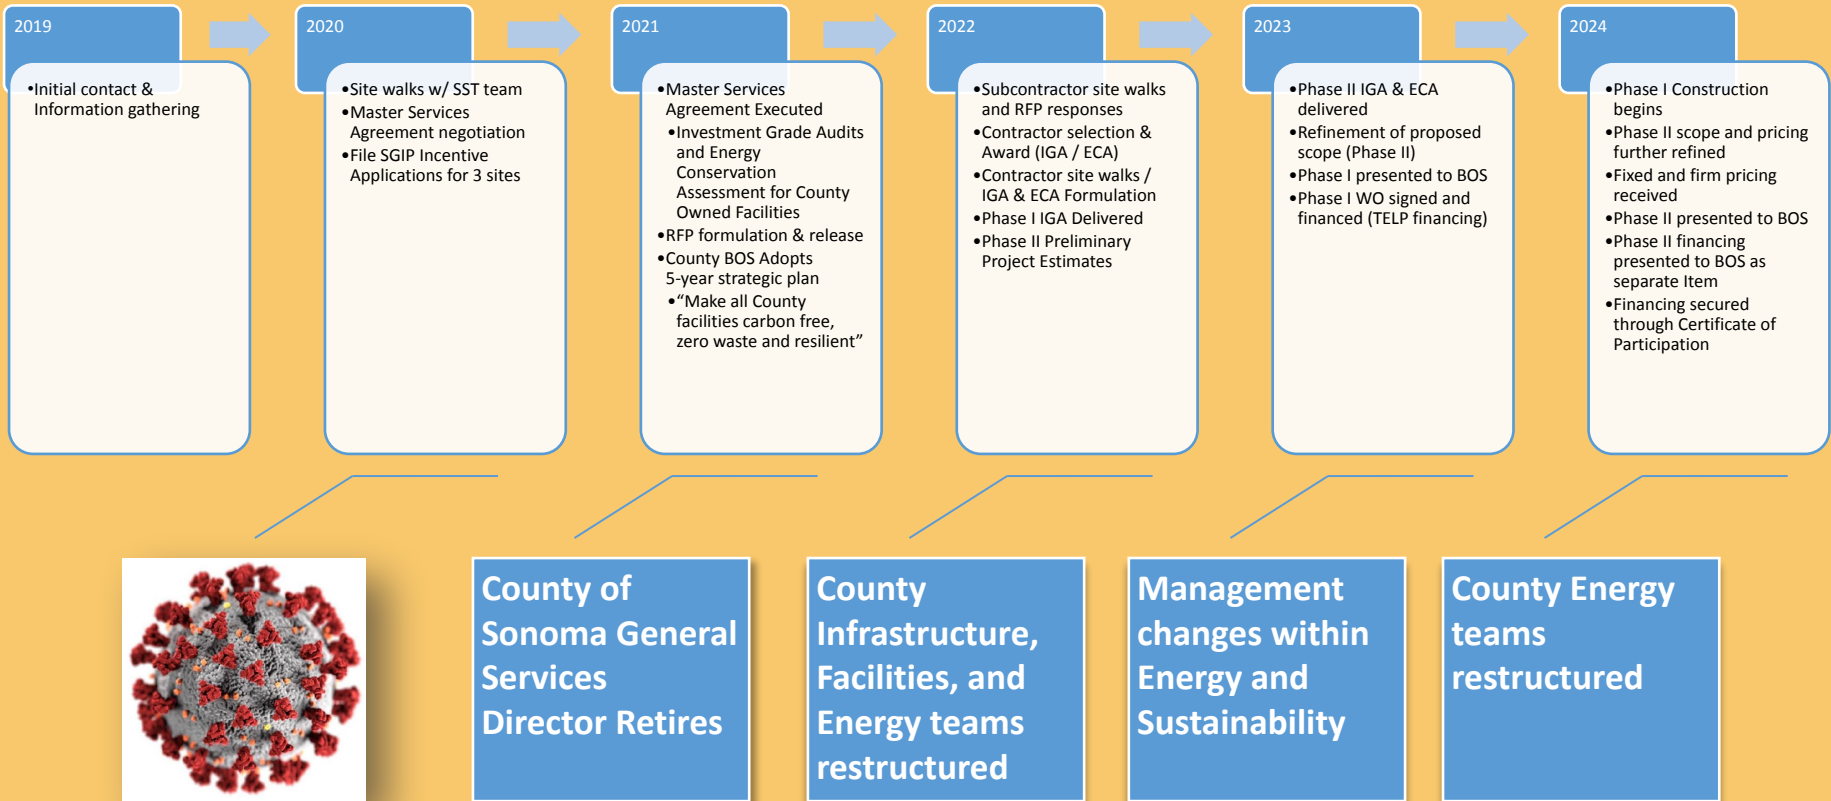 2019
•Initial contact &
Information gathering
2020
•Site walks w/ SST team
•Master Services
Agreement negotiation
•File SGIP Incentive
Applications for 3 sites
2021
•Master Services
Agreement Executed
•Investment Grade Audits
and Energy
Conservation
Assessment for County
Owned Facilities
•RFP formulation & release
•County BOS Adopts
5-year strategic plan
•“Make all County
facilities carbon free,
zero waste and resilient”
2022
•Subcontractor site walks
and RFP responses
•Contractor selection &
Award (IGA / ECA)
•Contractor site walks /
IGA & ECA Formulation
•Phase I IGA Delivered
•Phase II Preliminary
Project Estimates
2023
•Phase II IGA & ECA
delivered
•Refinement of proposed
scope (Phase II)
•Phase I presented to BOS
•Phase I WO signed and
financed (TELP financing)
2024
•Phase I Construction
begins
•Phase II scope and pricing
further refined
•Fixed and firm pricing
received
•Phase II presented to BOS
•Phase II financing
presented to BOS as
separate Item
•Financing secured
through Certificate of
Participation
County of
Sonoma General
Services
Director Retires
County
Infrastructure,
Facilities, and
Energy teams
restructured
Management
changes within
Energy and
Sustainability
County Energy
teams
restructured